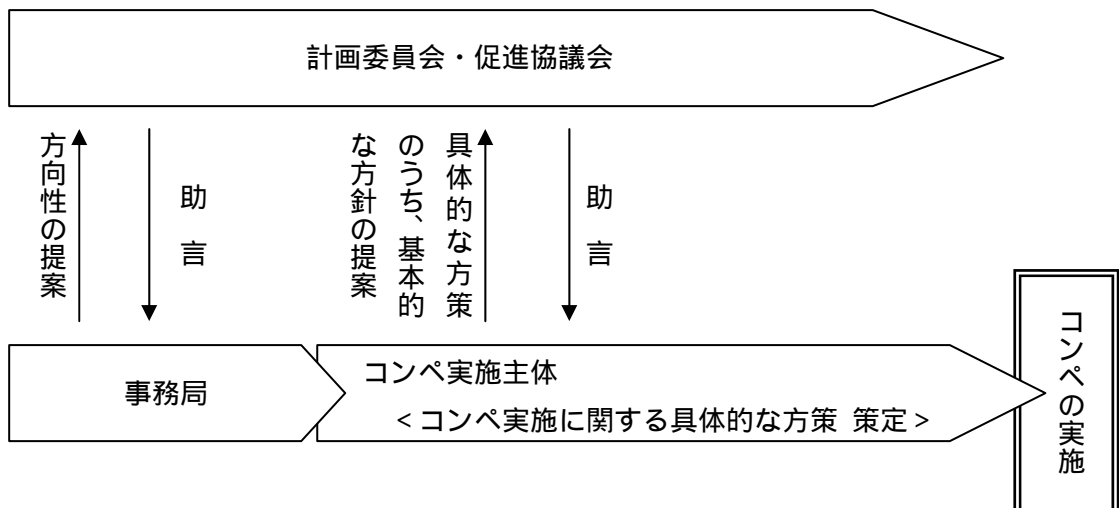 計画委員会・促進協議会
方向性の提案
助言
具体的な方策
のうち、基本的
な方針の提案
助言
事務局
コンペ実施主体
<コンペ実施に関する具体的な方策 策定>
コンペの実施